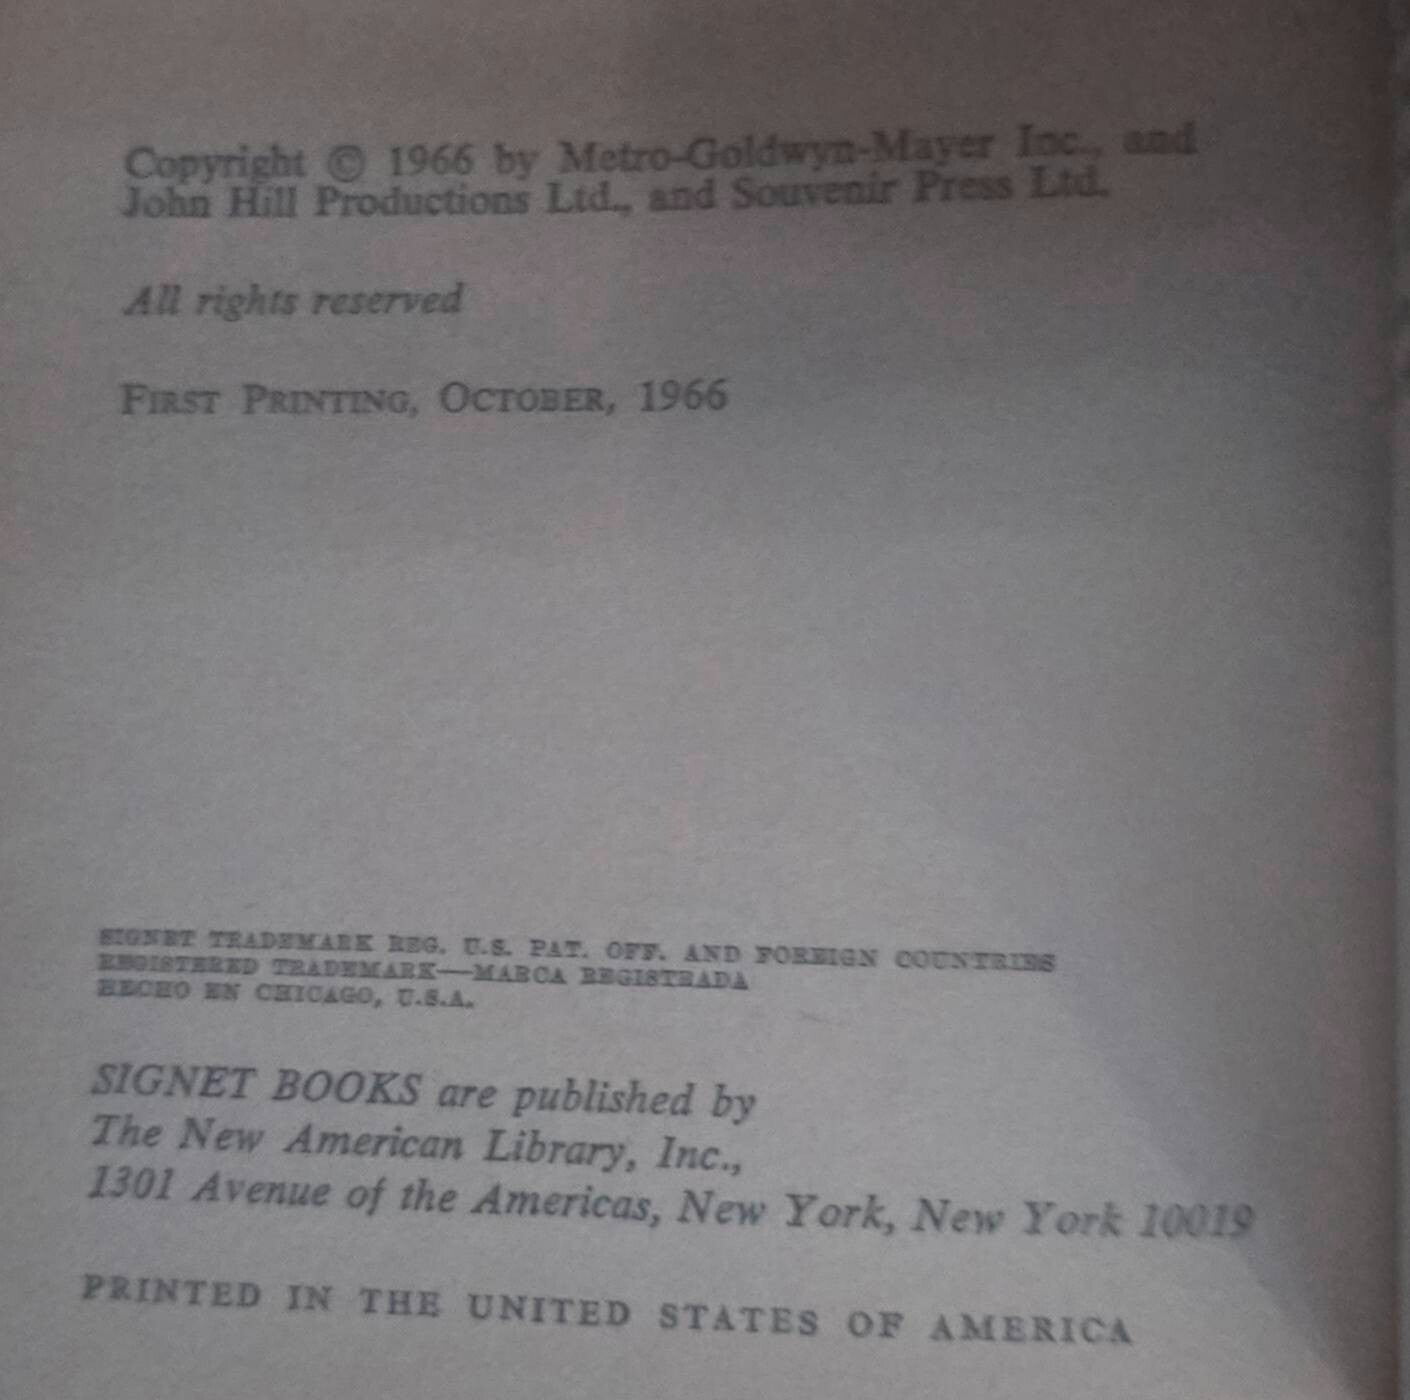 Copyright © 1966 by Metro-Goldwyn-Mayer Inc., and
John Hill Productions Ltd., and Souvenir Press Ltd.
All rights reserved
FIRST PRINTING, OCTOBER, 1966
SIGNET TRADEMARK REG. U.S. PAT. OFF. AND FOREIGN COUNTRIES
REGISTERED TRADEMARK—MARCA REGISTRADA
HECHO EN CHICAGO, U.S.A.
SIGNET BOOKS are published by
The New American Library, Inc.,
1301 Avenue of the Americas, New York, New York 10019
PRINTED IN THE UNITED STATES OF AMERICA